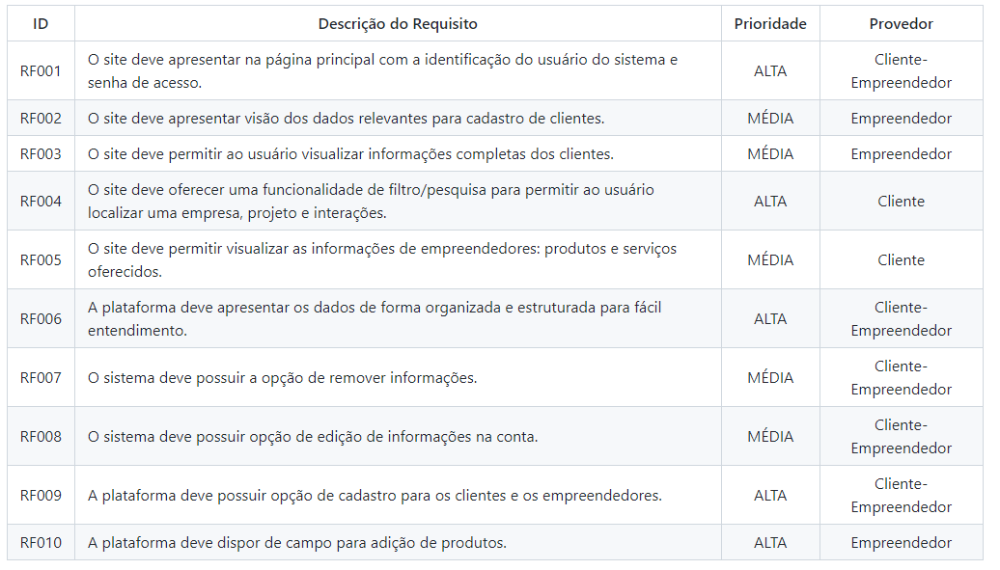 ID Descrição do Requisito Prioridade Provedor
RF001 O site deve apresentar na página principal com a identificação do usuário do sistema e senha de acesso. ALTA Cliente-Empreendedor
RF002 O site deve apresentar visão dos dados relevantes para cadastro de clientes. MÉDIA Empreendedor
RF003 O site deve permitir ao usuário visualizar informações completas dos clientes. MÉDIA Empreendedor
RF004 O site deve oferecer uma funcionalidade de filtro/pesquisa para permitir ao usuário localizar uma empresa, projeto e interações. ALTA Cliente
RF005 O site deve permitir visualizar as informações de empreendedores: produtos e serviços oferecidos. MÉDIA Cliente
RF006 A plataforma deve apresentar os dados de forma organizada e estruturada para fácil entendimento. ALTA Cliente-Empreendedor
RF007 O sistema deve possuir a opção de remover informações. MÉDIA Cliente-Empreendedor
RF008 O sistema deve possuir opção de edição de informações na conta. MÉDIA Cliente-Empreendedor
RF009 A plataforma deve possuir opção de cadastro para os clientes e os empreendedores. ALTA Cliente-Empreendedor
RF010 A plataforma deve dispor de campo para adição de produtos. ALTA Empreendedor